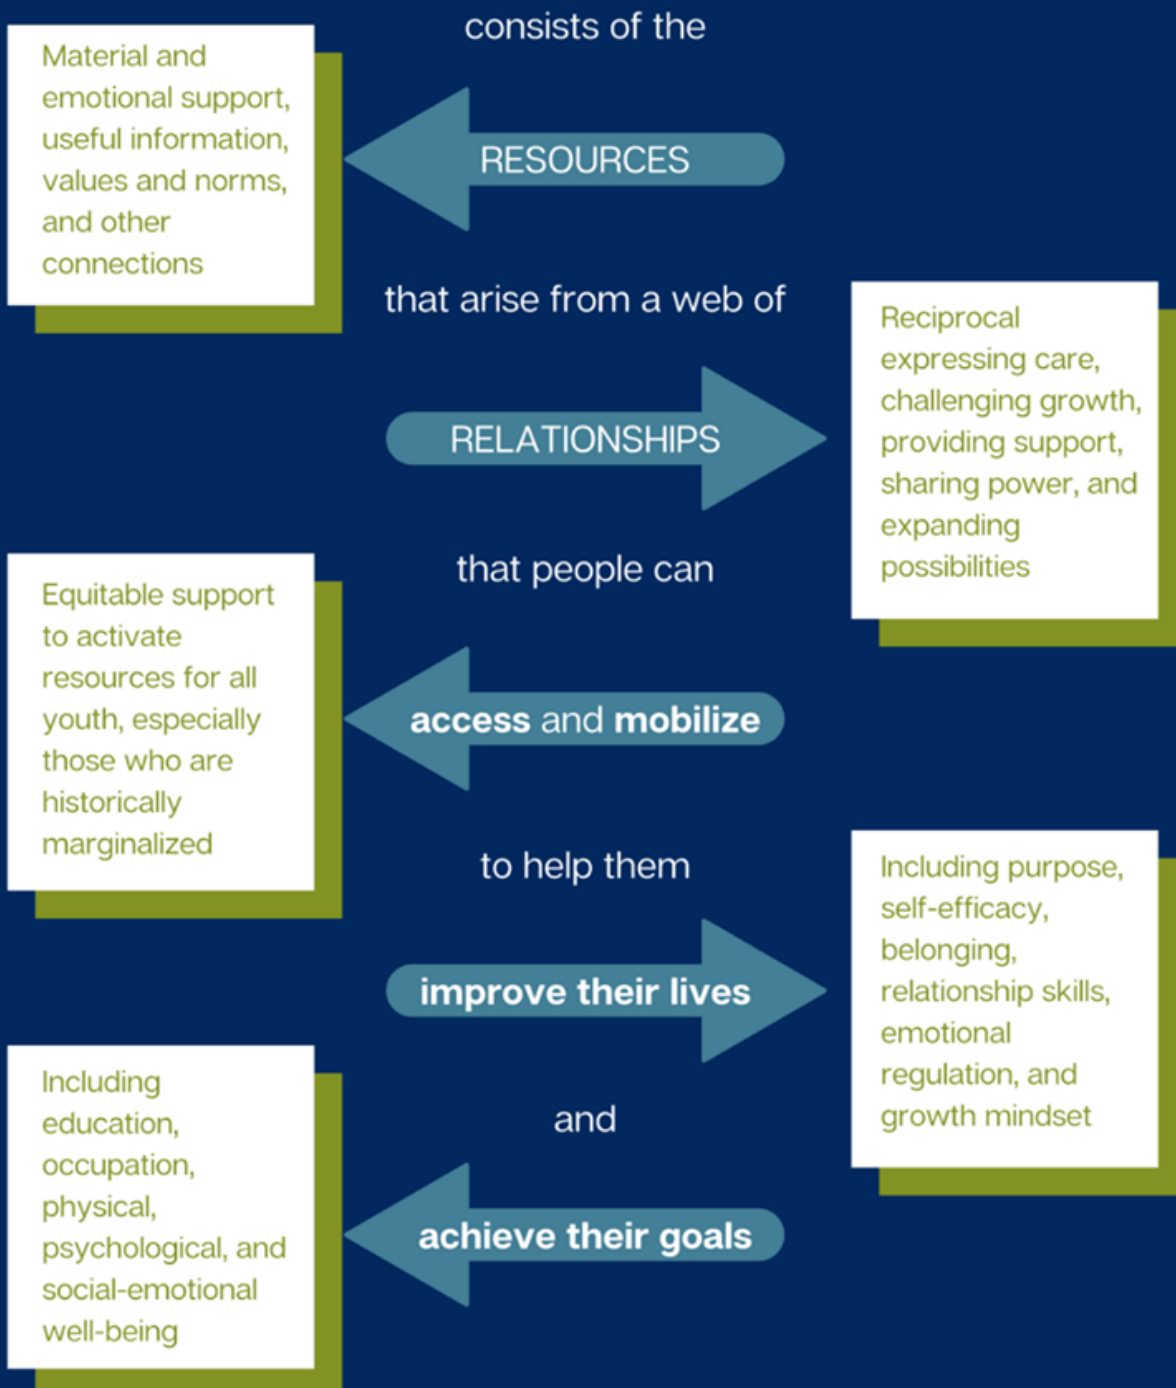 consists of the
Material and
emotional support,
useful information,
values and norms,
and other
connections
RESOURCES
that arise from a web of
Reciprocal
expressing care,
challenging growth,
providing support,
sharing power, and
expanding
possibilities
RELATIONSHIPS
that people can
Equitable support
to activate
resources for all
youth, especially
those who are
historically
marginalized
access and mobilize
to help them
Including purpose,
self-efficacy,
belonging,
relationship skills,
emotional
regulation, and
growth mindset
improve their lives
and
Including
education,
occupation,
physical,
psychological, and
social-emotional
well-being
achieve their goals